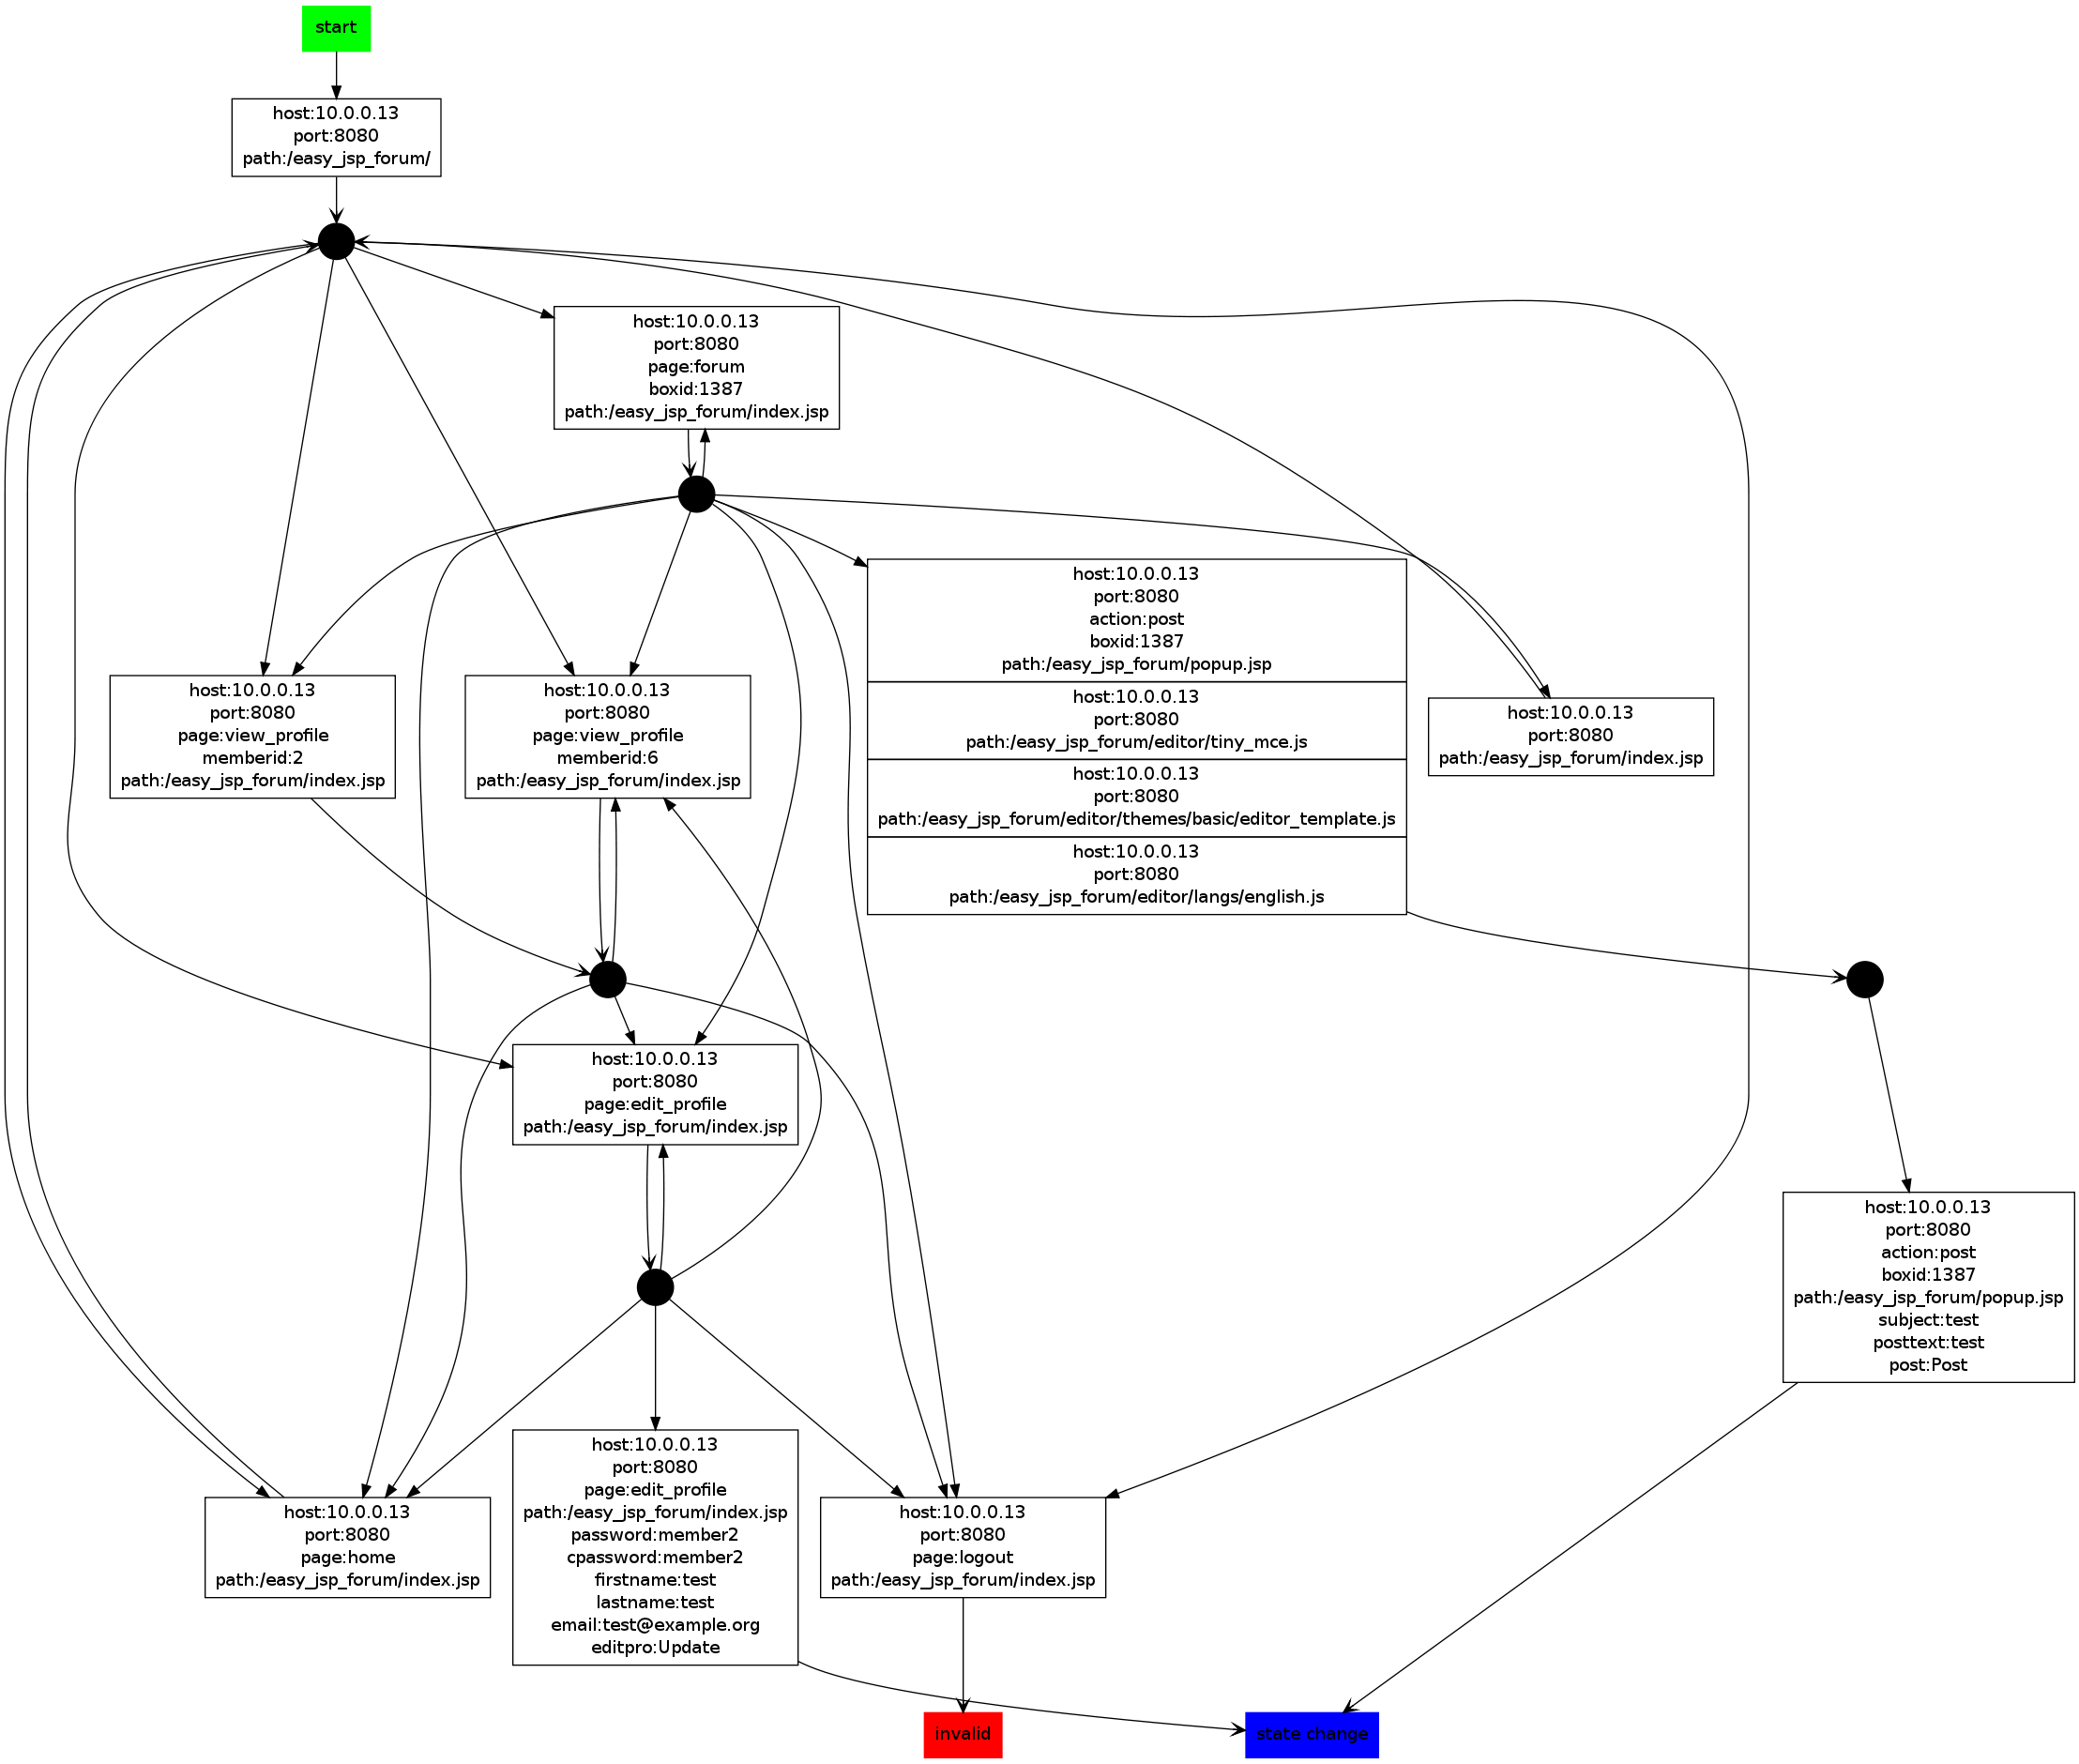 start
host:10.0.0.13
port:8080
path:/easy_jsp_forum/
host:10.0.0.13
port:8080
page:forum
boxid:1387
path:/easy_jsp_forum/index.jsp
host:10.0.0.13
port:8080
action:post
boxid:1387
path:/easy_jsp_forum/popup.jsp
host:10.0.0.13
port:8080
path:/easy_jsp_forum/editor/tiny_mce.js
host:10.0.0.13
port:8080
path:/easy_jsp_forum/editor/themes/basic/editor_template.js
host:10.0.0.13
port:8080
path:/easy_jsp_forum/editor/langs/english.js
host:10.0.0.13
port:8080
page:view_profile
memberid:2
path:/easy_jsp_forum/index.jsp
host:10.0.0.13
port:8080
page:view_profile
memberid:6
path:/easy_jsp_forum/index.jsp
host:10.0.0.13
port:8080
path:/easy_jsp_forum/index.jsp
host:10.0.0.13
port:8080
page:edit_profile
path:/easy_jsp_forum/index.jsp
host:10.0.0.13
port:8080
action:post
boxid:1387
path:/easy_jsp_forum/popup.jsp
subject:test
posttext:test
post:Post
host:10.0.0.13
port:8080
page:home
path:/easy_jsp_forum/index.jsp
host:10.0.0.13
port:8080
page:edit_profile
path:/easy_jsp_forum/index.jsp
password:member2
cpassword:member2
firstname:test
lastname:test
email:test@example.org
editpro:Update
host:10.0.0.13
port:8080
page:logout
path:/easy_jsp_forum/index.jsp
invalid
state change